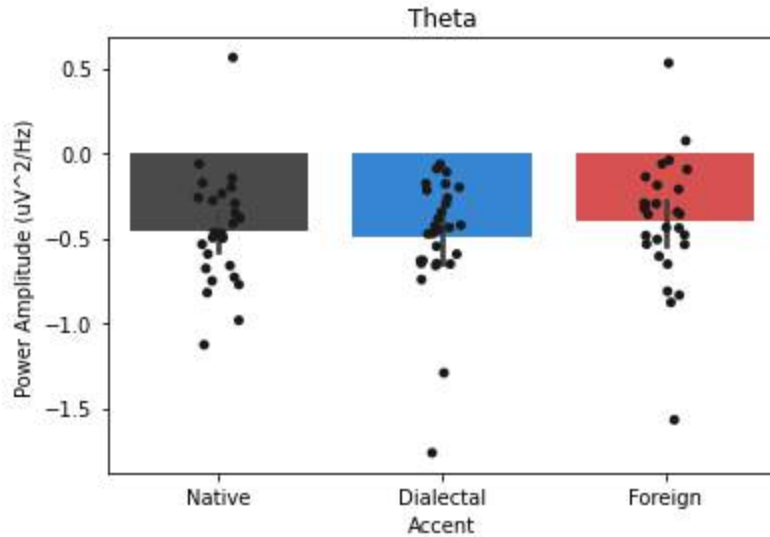 Theta
Power Amplitude (uV^2/Hz)
0.5
0.0
−0.5
−1.0
−1.5
Native Dialectal Foreign
Accent